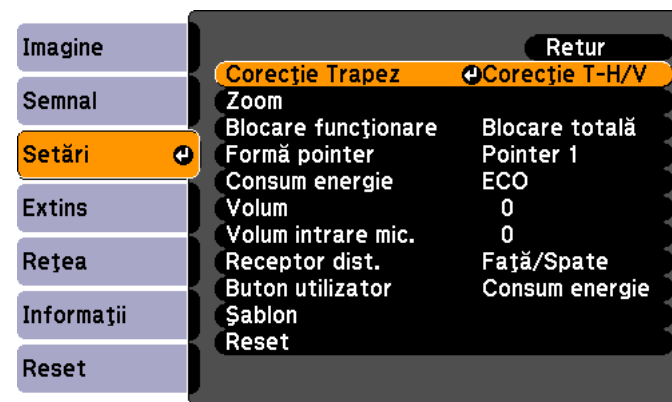 Imagine
Semnal
Setări
Extins
Reţea
Informaţii
Reset
Retur
Corecţie Trapez Corecţie T-H/V
Zoom
Blocare funcţionare Blocare totală
Formă pointer Pointer 1
Consum energie ECO
Volum 0
Volum intrare mic. 0
Receptor dist. Faţă/Spate
Buton utilizator Consum energie
Şablon
Reset